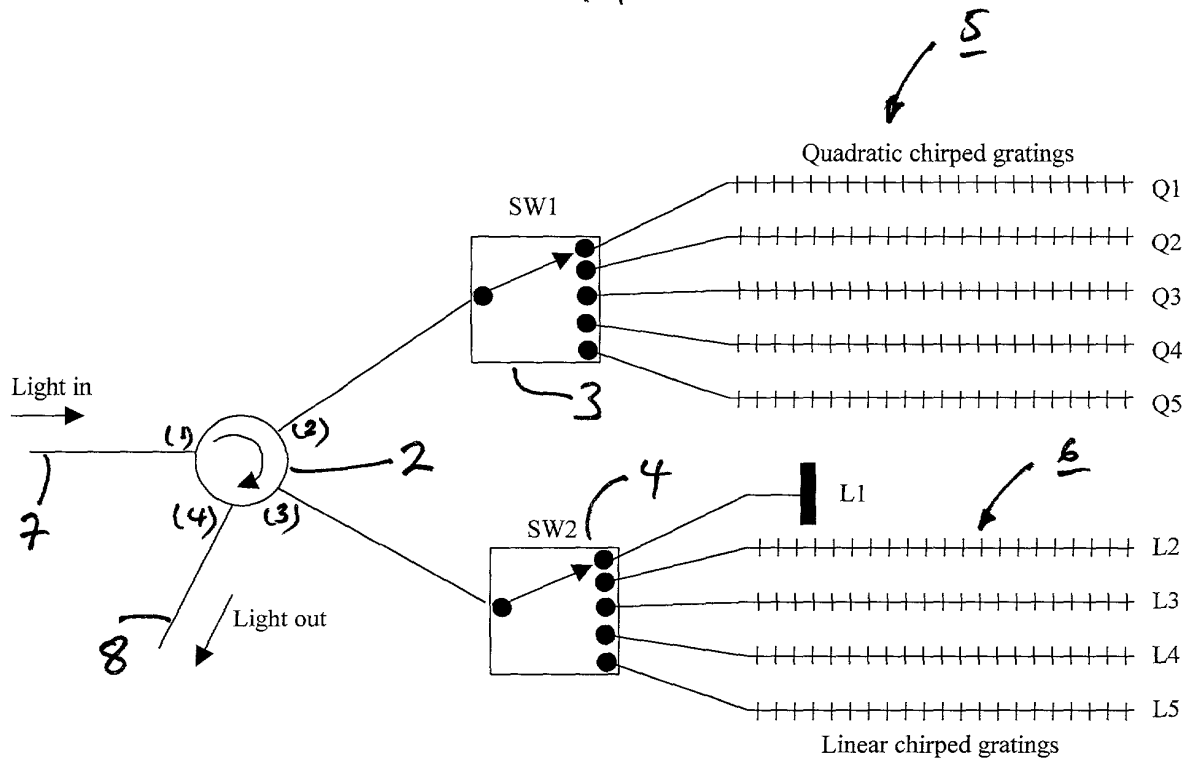 5
Quadratic chirped gratings
Q1
SW1
Q2
Q3
Q4
3
Light in
Q5
(1)
(2)
2
4
6
7
L1
(4)
(3)
SW2
L2
Light out
L3
8
L4
L5
Linear chirped gratings